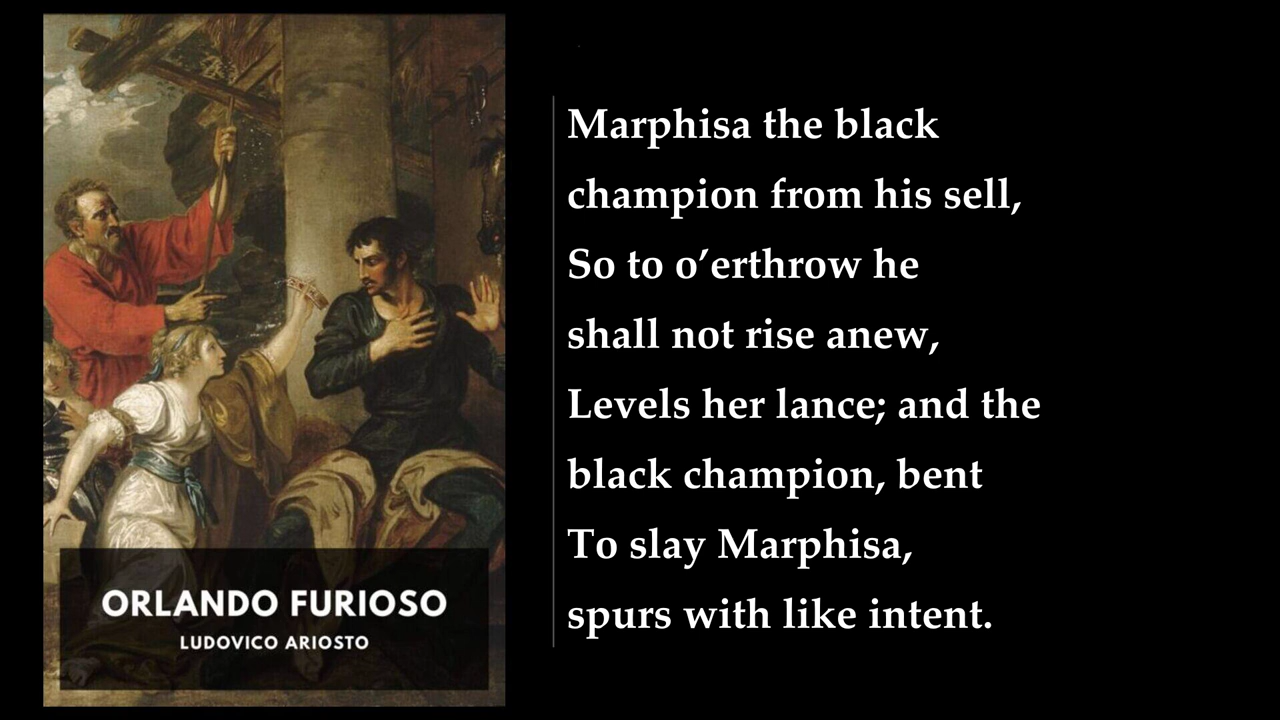 Marphisa the black
champion from his sell,
So to o’erthrow he
shall not rise anew,
Levels her lance; and the
black champion, bent
To slay Marphisa,
spurs with like intent.
ORLANDO FURIOSO
LUDOVICO ARIOSTO